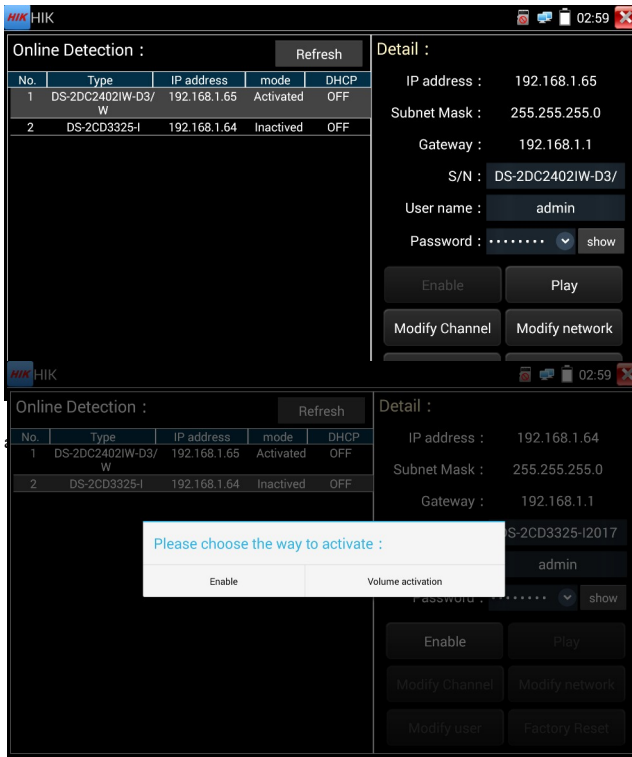 HIK HIK 02:59
Online Detection : Refresh
No. Type IP address mode DHCP
1 DS-2DC2402IW-D3/W 192.168.1.65 Activated OFF
2 DS-2CD3325-I 192.168.1.64 Inactived OFF
Detail :
IP address : 192.168.1.65
Subnet Mask : 255.255.255.0
Gateway : 192.168.1.1
S/N : DS-2DC2402IW-D3/
User name : admin
Password : •••••••• show
Enable Play
Modify Channel Modify network
HIK HIK 02:59
Online Detection : Refresh
No. Type IP address mode DHCP
1 DS-2DC2402IW-D3/W 192.168.1.65 Activated OFF
2 DS-2CD3325-I 192.168.1.64 Inactived OFF
Detail :
IP address : 192.168.1.64
Subnet Mask : 255.255.255.0
Gateway : 192.168.1.1
DS-2CD3325-I2017
admin
Password : •••••••• show
Please choose the way to activate :
Enable Volume activation
Enable Play
Modify Channel Modify network
Modify user Factory Reset